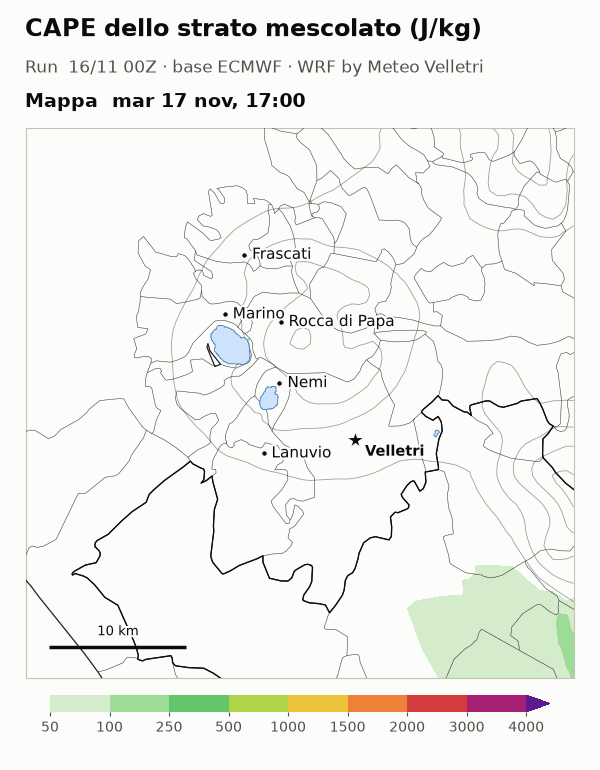 CAPE dello strato mescolato (J/kg)
Run  16/11 00Z · base ECMWF · WRF by Meteo Velletri
Mappa  mar 17 nov, 17:00
Frascati
Marino
Rocca di Papa
Nemi
Velletri
Lanuvio
10 km
50 100 250 500 1000 1500 2000 3000 4000